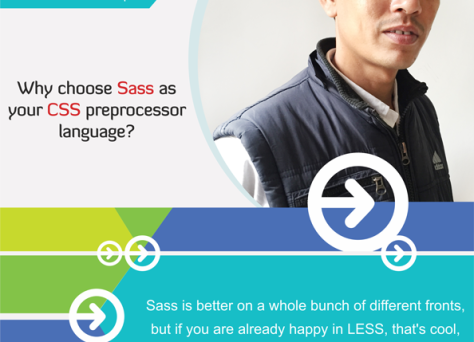 Why choose Sass as
your CSS preprocessor
language?
Sass is better on a whole bunch of different fronts,
but if you are already happy in LESS, that's cool,